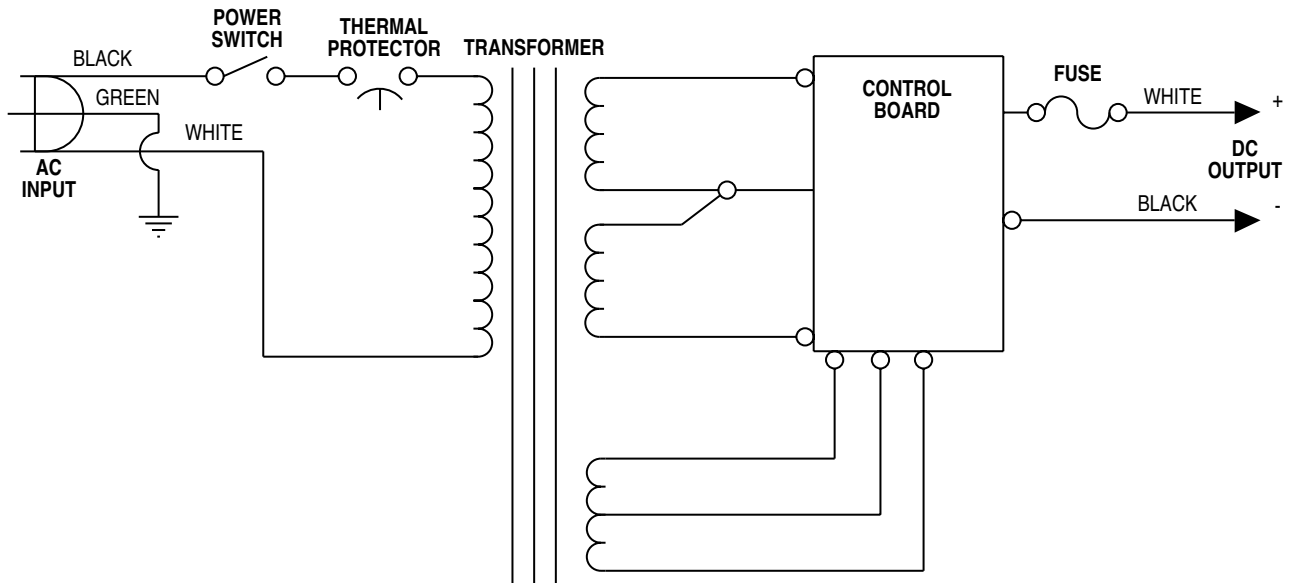 POWER
SWITCH
THERMAL
PROTECTOR
TRANSFORMER
BLACK
GREEN
WHITE
AC
INPUT
CONTROL
BOARD
FUSE
WHITE
+
DC
OUTPUT
BLACK
-